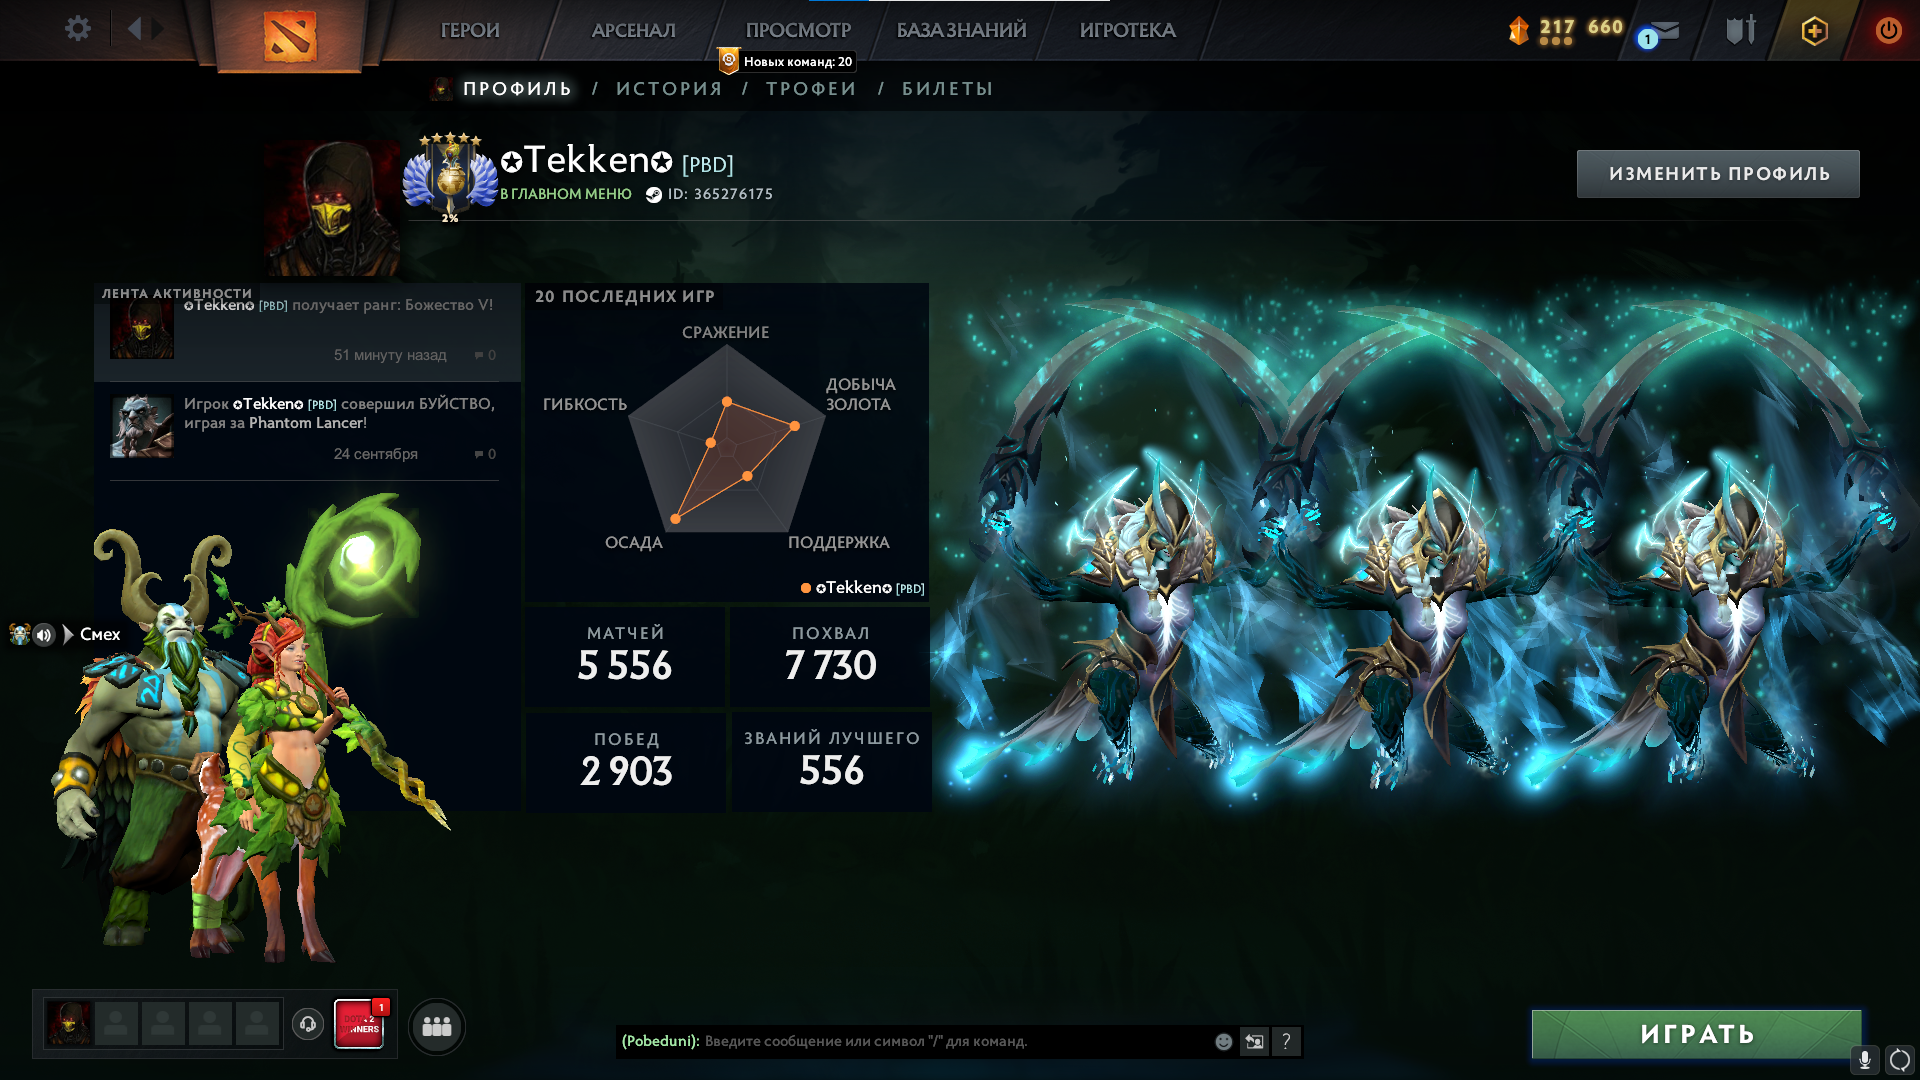 ГЕРОИ
АРСЕНАЛ
ПРОСМОТР
БАЗА ЗНАНИЙ
ИГРОТЕКА
217 660
1
Новых команд: 20
ПРОФИЛЬ / ИСТОРИЯ / ТРОФЕИ / БИЛЕТЫ
✪Tekken✪ [PBD]
В ГЛАВНОМ МЕНЮ ID: 365276175
2%
ИЗМЕНИТЬ ПРОФИЛЬ
ЛЕНТА АКТИВНОСТИ
✪Tekken✪ [PBD] получает ранг: Божество V!
51 минуту назад 0
Игрок ✪Tekken✪ [PBD] совершил БУЙСТВО,
играя за Phantom Lancer!
24 сентября 0
20 ПОСЛЕДНИХ ИГР
СРАЖЕНИЕ
ДОБЫЧА
ЗОЛОТА
ГИБКОСТЬ
ОСАДА
ПОДДЕРЖКА
✪Tekken✪ [PBD]
МАТЧЕЙ
5 556
ПОХВАЛ
7 730
ПОБЕД
2 903
ЗВАНИЙ ЛУЧШЕГО
556
Смех
1
(Pobeduni): Введите сообщение или символ "/" для команд.
?
ИГРАТЬ